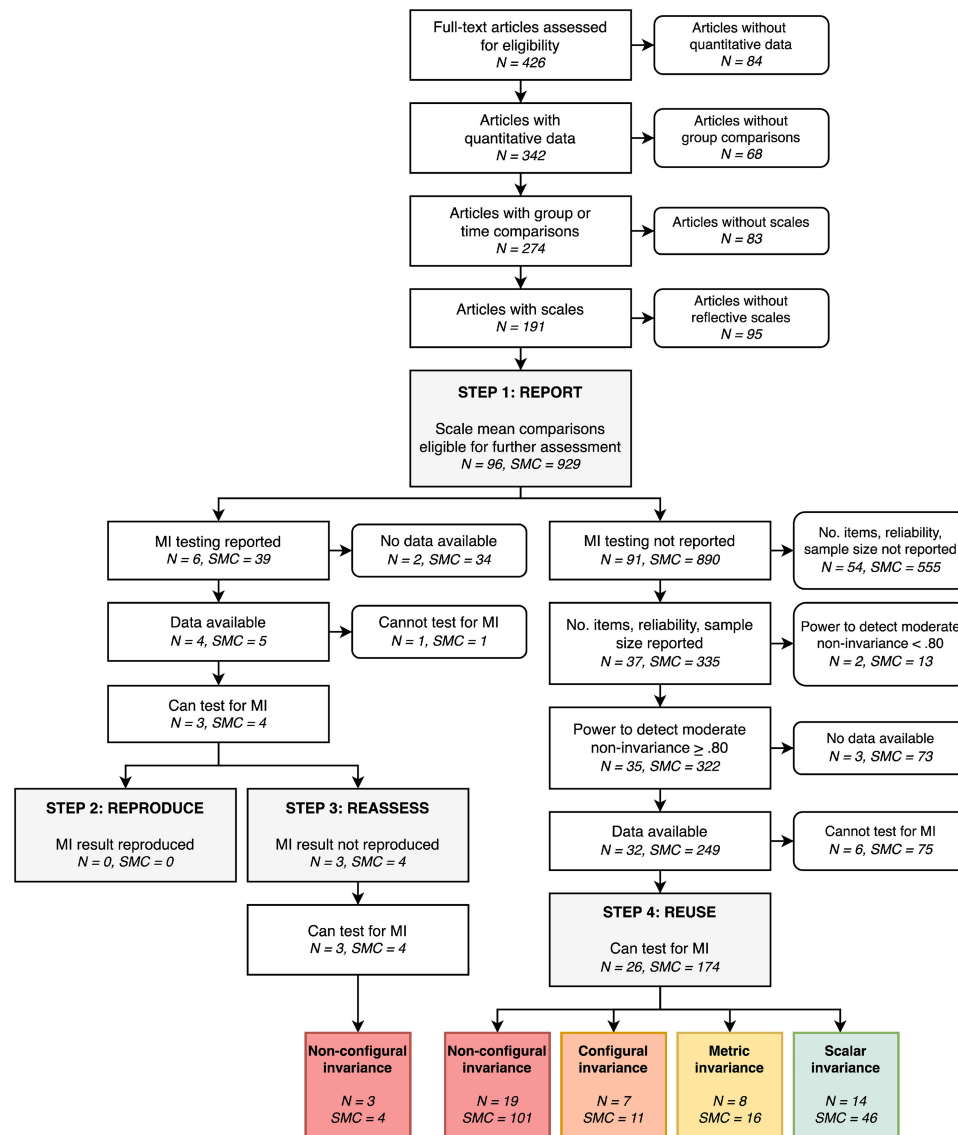 Full-text articles assessed
for eligibility
N = 426
Articles without
quantitative data
N = 84
Articles with
quantitative data
N = 342
Articles without
group comparisons
N = 68
Articles with group or
time comparisons
N = 274
Articles without scales
N = 83
Articles with scales
N = 191
Articles without
reflective scales
N = 95
STEP 1: REPORT
Scale mean comparisons
eligible for further assessment
N = 96, SMC = 929
MI testing reported
N = 6, SMC = 39
No data available
N = 2, SMC = 34
MI testing not reported
N = 91, SMC = 890
No. items, reliability,
sample size not reported
N = 54, SMC = 555
Data available
N = 4, SMC = 5
Cannot test for MI
N = 1, SMC = 1
No. items, reliability, sample
size reported
N = 37, SMC = 335
Power to detect moderate
non-invariance < .80
N = 2, SMC = 13
Can test for MI
N = 3, SMC = 4
Power to detect moderate
non-invariance ≥ .80
N = 35, SMC = 322
No data available
N = 3, SMC = 73
STEP 2: REPRODUCE
MI result reproduced
N = 0, SMC = 0
STEP 3: REASSESS
MI result not reproduced
N = 3, SMC = 4
Data available
N = 32, SMC = 249
Cannot test for MI
N = 6, SMC = 75
Can test for MI
N = 3, SMC = 4
STEP 4: REUSE
Can test for MI
N = 26, SMC = 174
Non-configural
invariance
N = 3
SMC = 4
Non-configural
invariance
N = 19
SMC = 101
Configural
invariance
N = 7
SMC = 11
Metric
invariance
N = 8
SMC = 16
Scalar
invariance
N = 14
SMC = 46